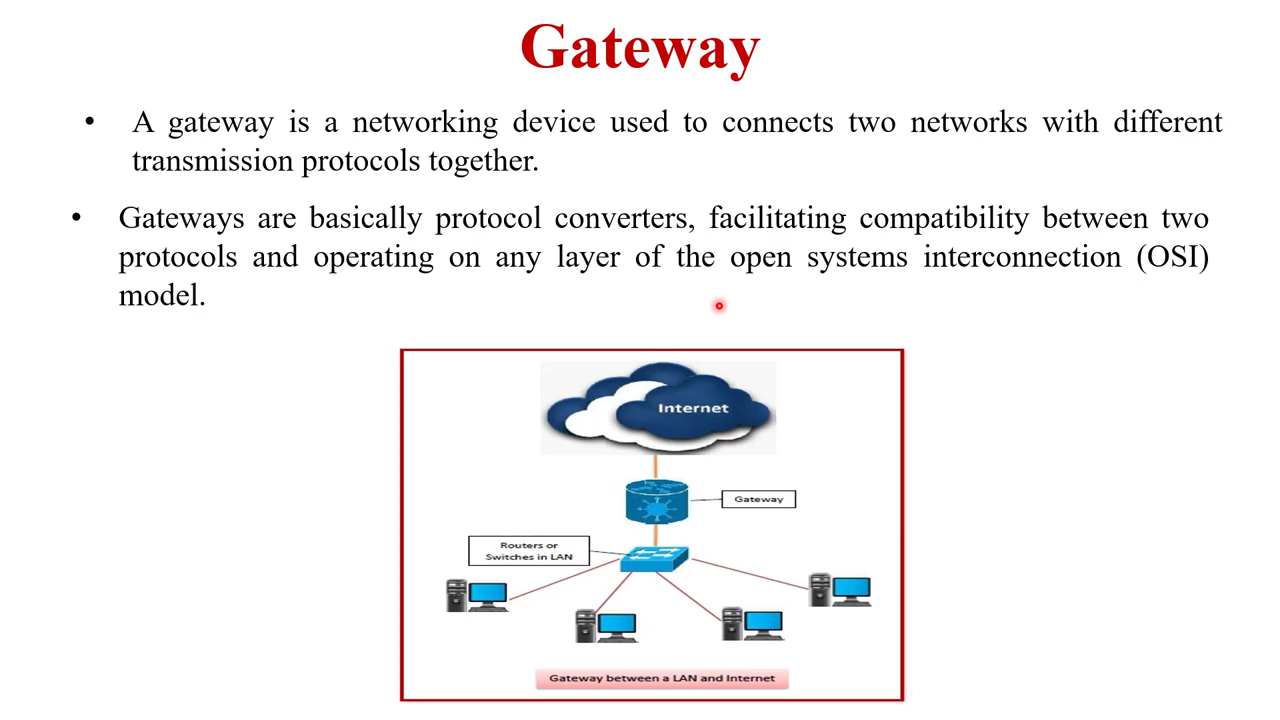 Gateway
• A gateway is a networking device used to connects two networks with different
transmission protocols together.
• Gateways are basically protocol converters, facilitating compatibility between two
protocols and operating on any layer of the open systems interconnection (OSI)
model.
Internet
Gateway
Routers or
Switches in LAN
Gateway between a LAN and Internet